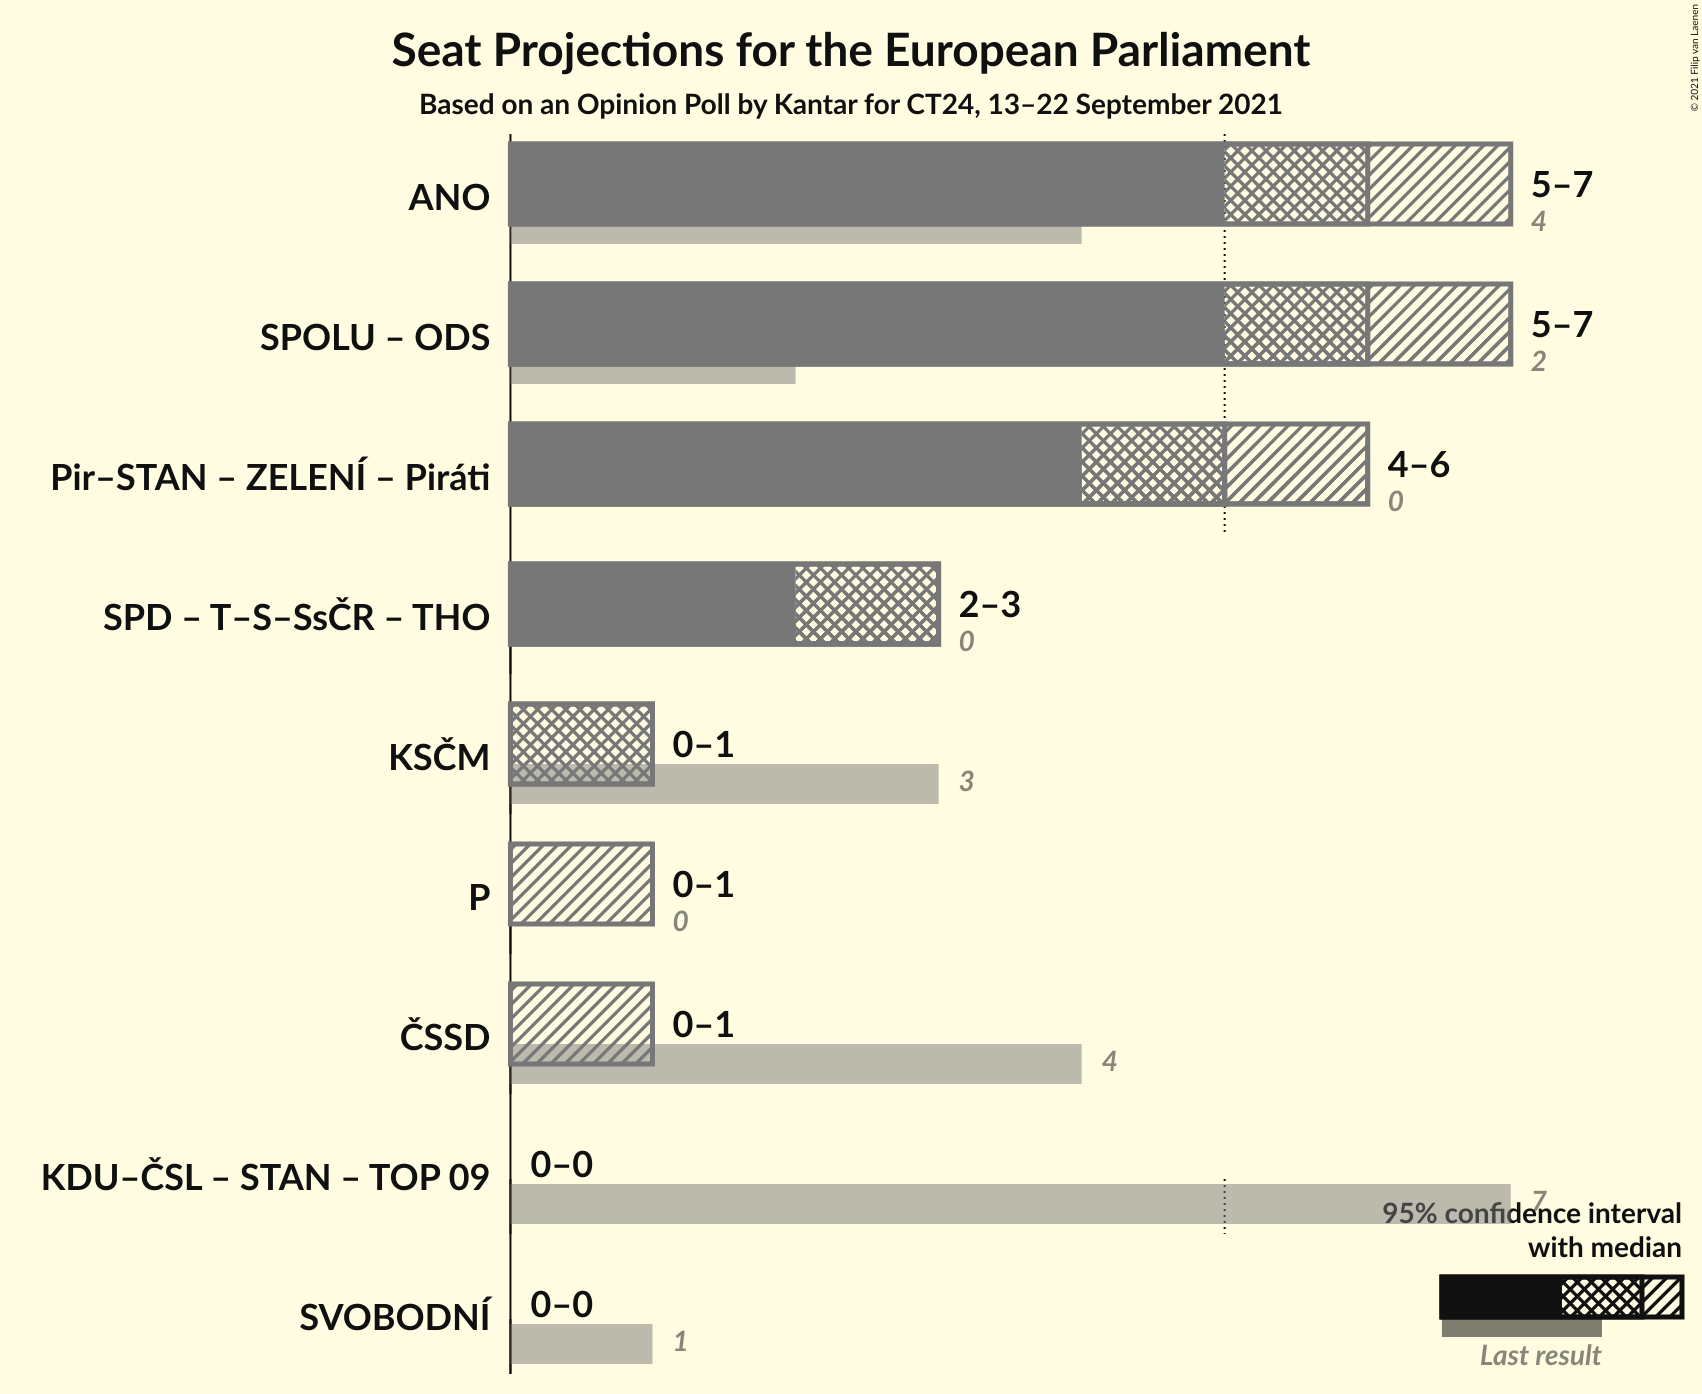 Seat Projections for the European Parliament
Based on an Opinion Poll by Kantar for CT24, 13–22 September 2021
© 2021 Filip van Laenen
ANO
5–7
4
SPOLU – ODS
5–7
2
Pir–STAN – ZELENÍ – Piráti
4–6
0
SPD – T–S–SsČR – THO
2–3
0
KSČM
0–1
3
P
0–1
0
ČSSD
0–1
4
KDU–ČSL – STAN – TOP 09
0–0
7
SVOBODNÍ
0–0
1
95% confidence interval
with median
Last result